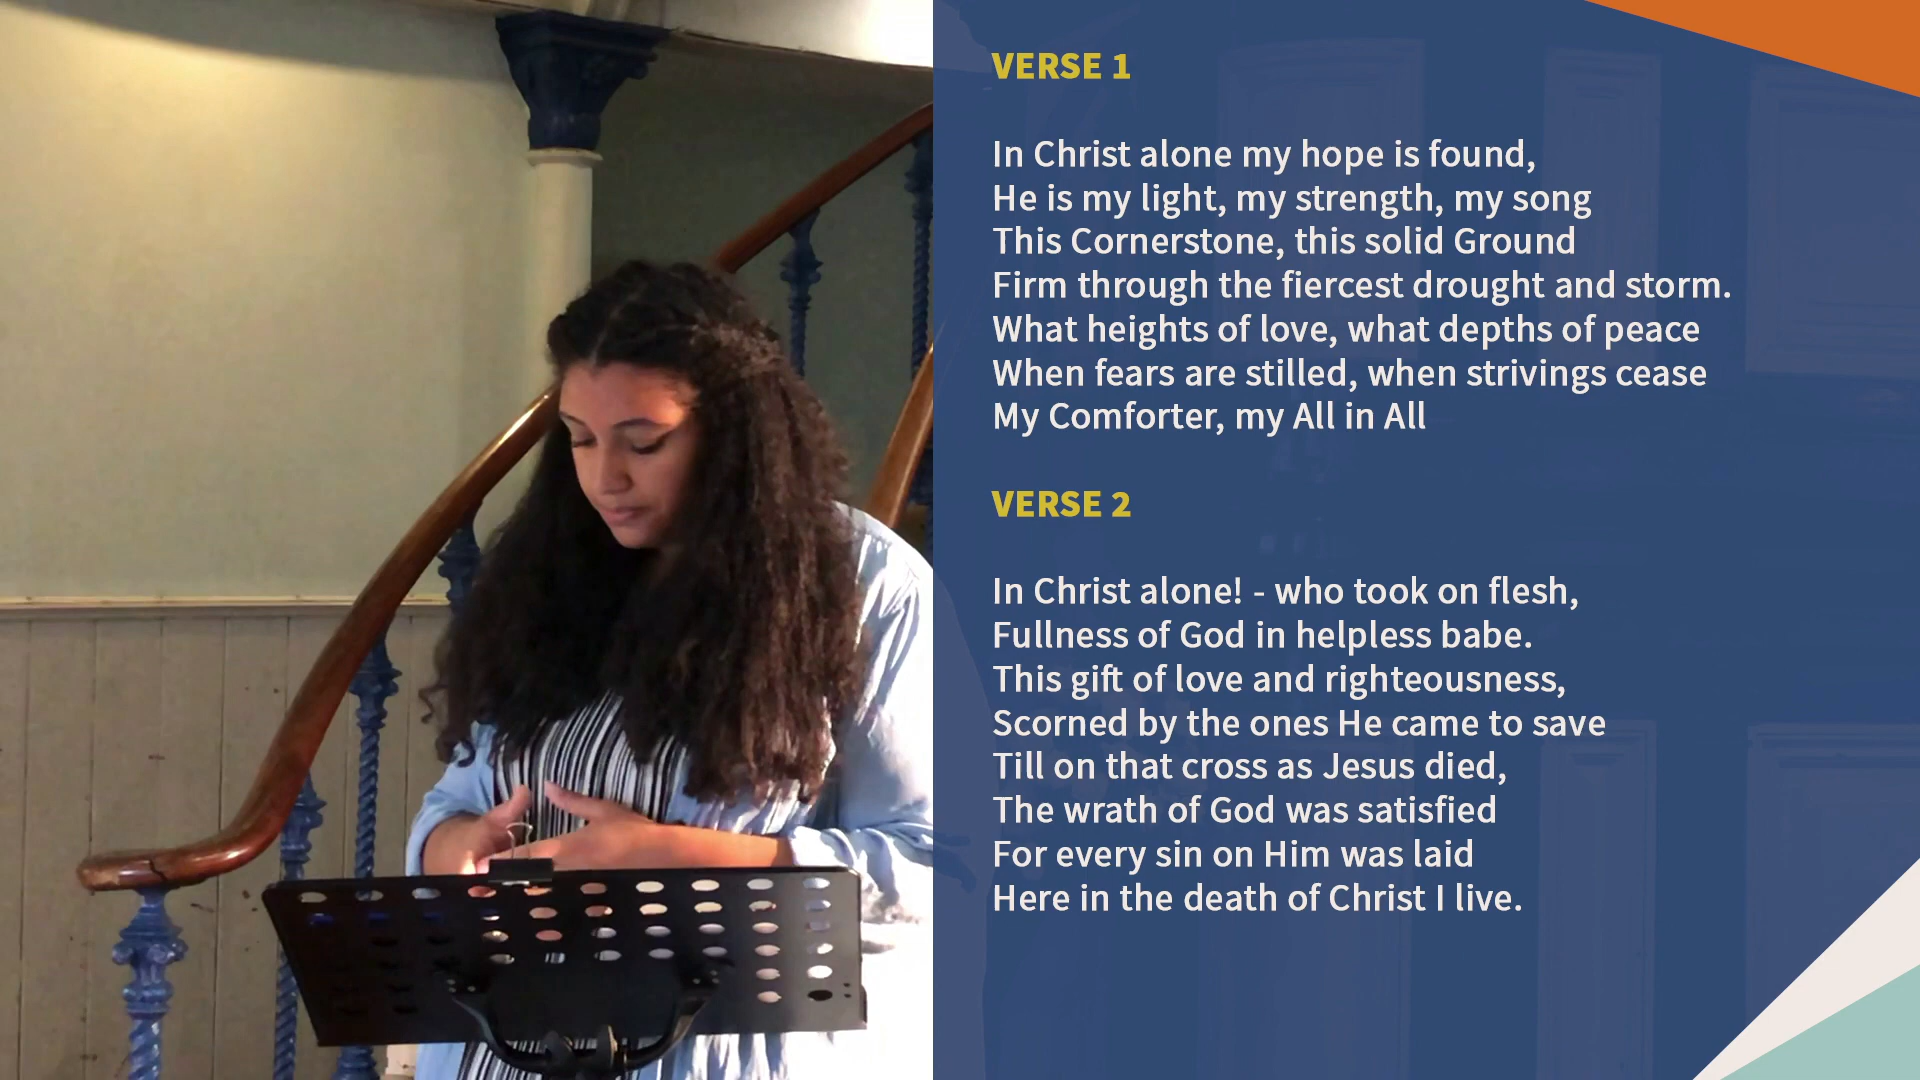 VERSE 1
In Christ alone my hope is found,
He is my light, my strength, my song
This Cornerstone, this solid Ground
Firm through the fiercest drought and storm.
What heights of love, what depths of peace
When fears are stilled, when strivings cease
My Comforter, my All in All
VERSE 2
In Christ alone! - who took on flesh,
Fullness of God in helpless babe.
This gift of love and righteousness,
Scorned by the ones He came to save
Till on that cross as Jesus died,
The wrath of God was satisfied
For every sin on Him was laid
Here in the death of Christ I live.